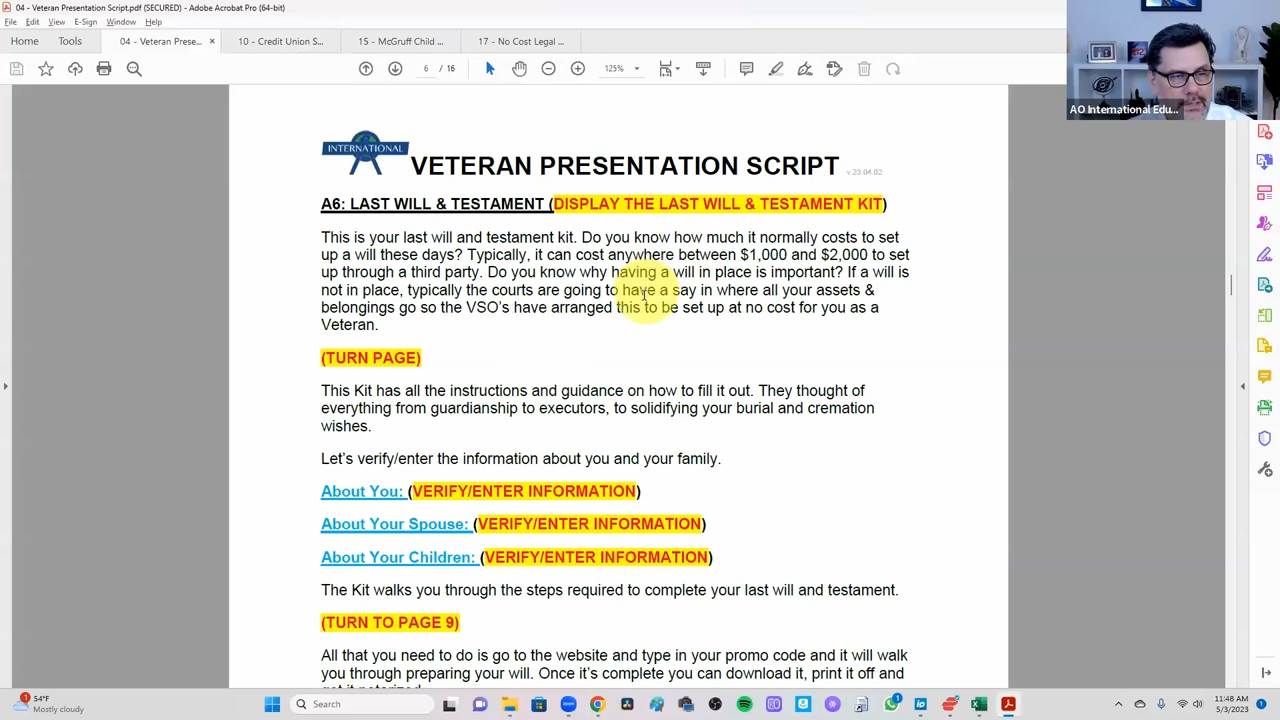 04 - Veteran Presentation Script.pdf (SECURED) - Adobe Acrobat Pro (64-bit)
File Edit View E-Sign Window Help
Home Tools 04 - Veteran Prese... × 10 - Credit Union S... 15 - McGruff Child ... 17 - No Cost Legal ...
6 / 16 125%
AO International Edu...
INTERNATIONAL
VETERAN PRESENTATION SCRIPT v.23.04.02
A6: LAST WILL & TESTAMENT (DISPLAY THE LAST WILL & TESTAMENT KIT)
This is your last will and testament kit. Do you know how much it normally costs to set
up a will these days? Typically, it can cost anywhere between $1,000 and $2,000 to set
up through a third party. Do you know why having a will in place is important? If a will is
not in place, typically the courts are going to have a say in where all your assets &
belongings go so the VSO's have arranged this to be set up at no cost for you as a
Veteran.
(TURN PAGE)
This Kit has all the instructions and guidance on how to fill it out. They thought of
everything from guardianship to executors, to solidifying your burial and cremation
wishes.
Let's verify/enter the information about you and your family.
About You: (VERIFY/ENTER INFORMATION)
About Your Spouse: (VERIFY/ENTER INFORMATION)
About Your Children: (VERIFY/ENTER INFORMATION)
The Kit walks you through the steps required to complete your last will and testament.
(TURN TO PAGE 9)
All that you need to do is go to the website and type in your promo code and it will walk
you through preparing your will. Once it's complete you can download it, print it off and
54°F
Mostly cloudy
Search
11:48 AM
5/3/2023